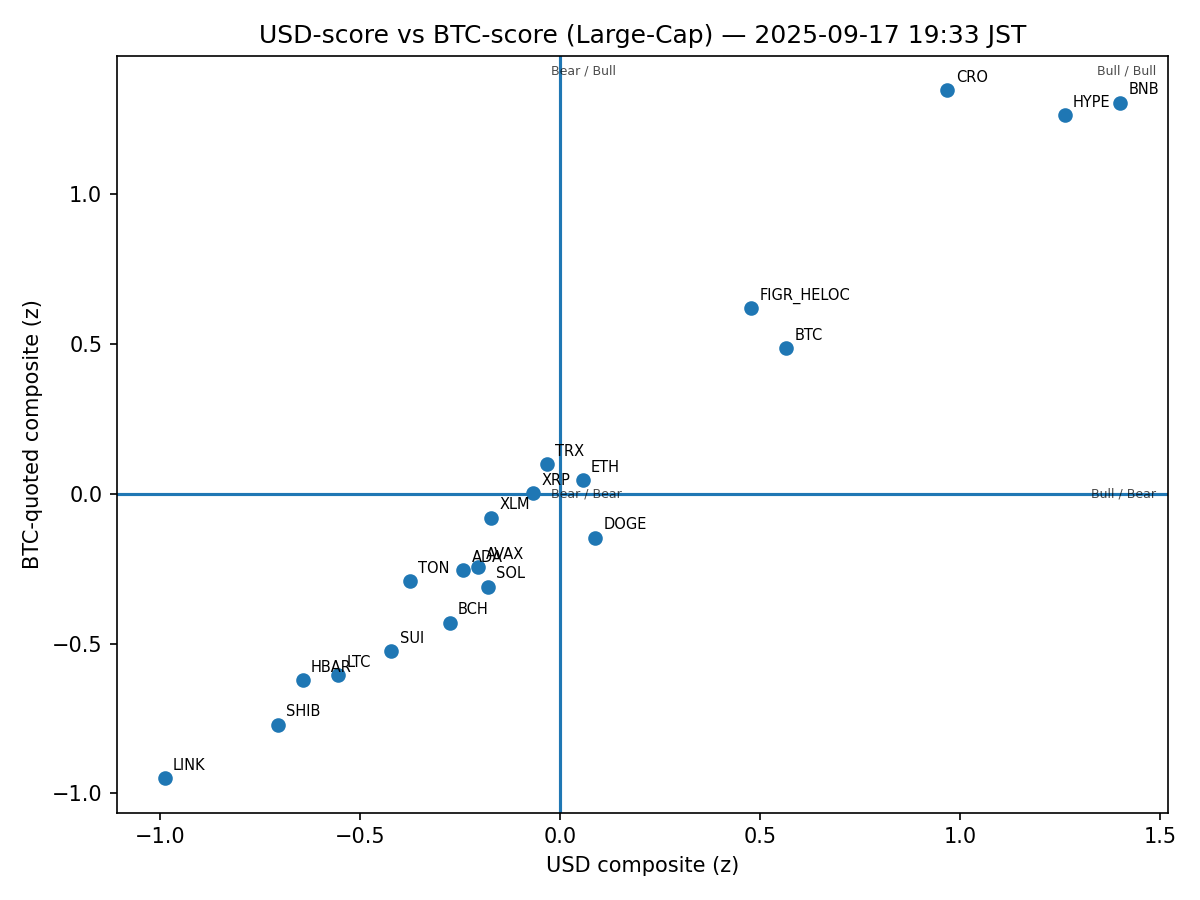 USD-score vs BTC-score (Large-Cap) — 2025-09-17 19:33 JST
Bear / Bull
Bull / Bull
CRO
BNB
HYPE
FIGR_HELOC
BTC
TRX
ETH
XRP
Bear / Bear
Bull / Bear
XLM
DOGE
AVAX
ADA
TON
SOL
BCH
SUI
LTC
HBAR
SHIB
LINK
1.0
0.5
0.0
−0.5
−1.0
BTC-quoted composite (z)
−1.0
−0.5
0.0
0.5
1.0
1.5
USD composite (z)